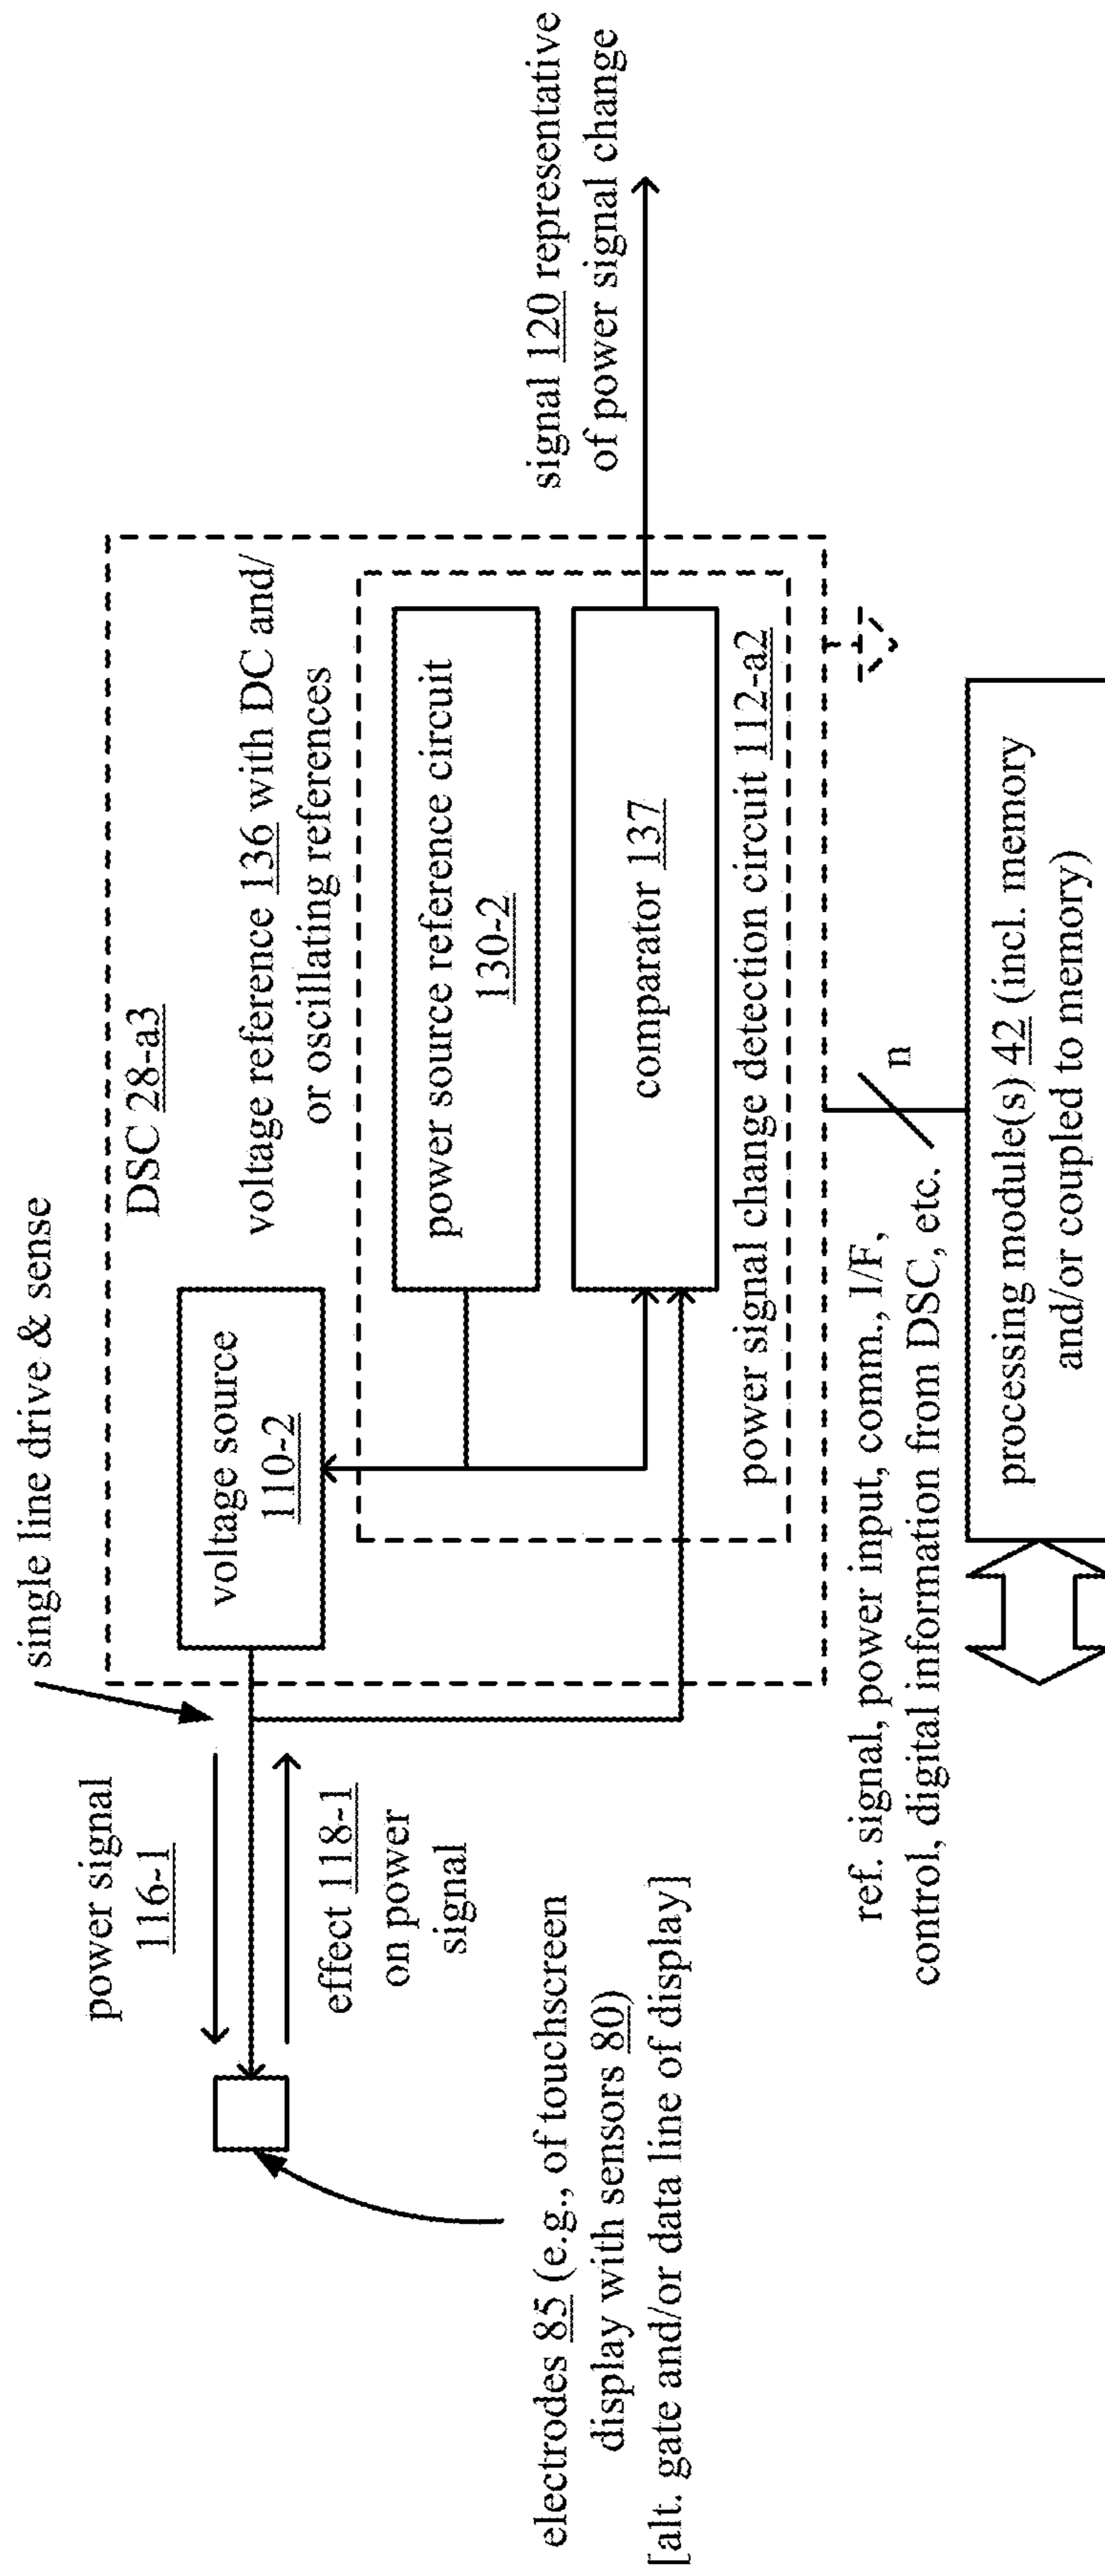 single line drive & sense
power signal
116-1
effect 118-1
on power
signal
electrodes 85 (e.g., of touchscreen
display with sensors 80)
[alt. gate and/or data line of display]
DSC 28-a3
voltage source
110-2
voltage reference 136 with DC and/
or oscillating references
power source reference circuit
130-2
comparator 137
power signal change detection circuit 112-a2
signal 120 representative
of power signal change
ref. signal, power input, comm., I/F,
control, digital information from DSC, etc.
n
processing module(s) 42 (incl. memory
and/or coupled to memory)